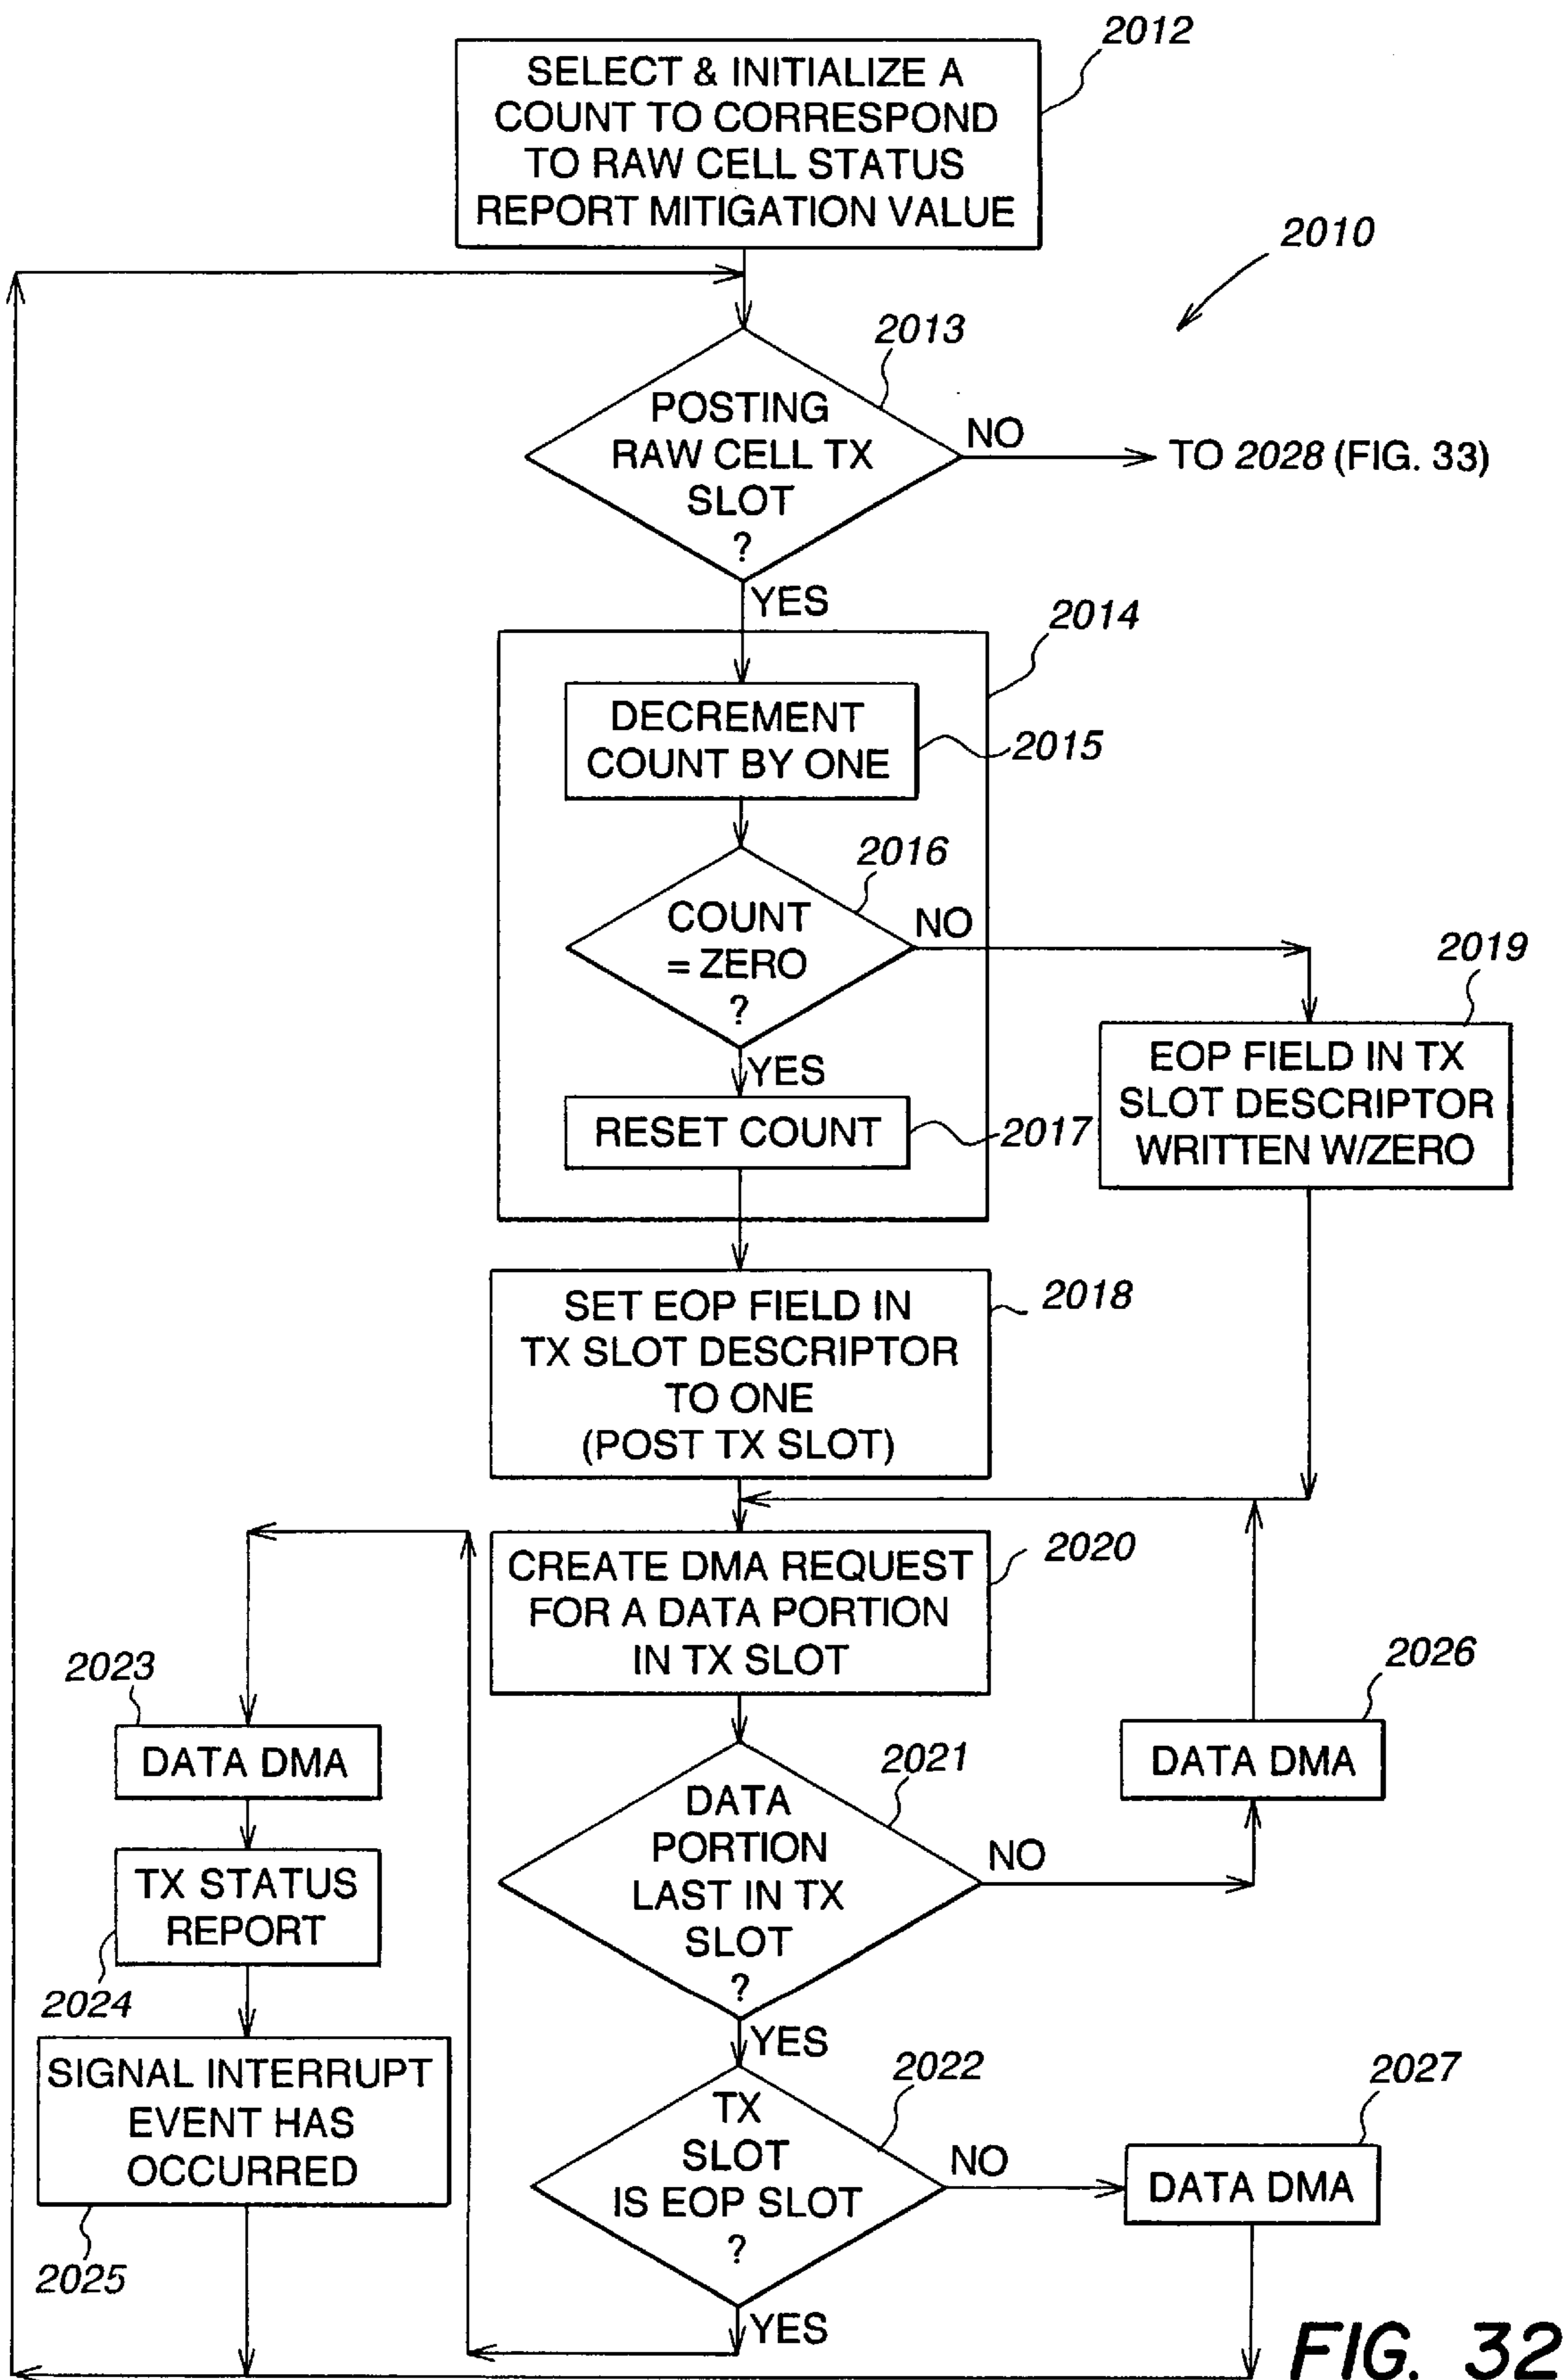 2012
SELECT & INITIALIZE A
COUNT TO CORRESPOND
TO RAW CELL STATUS
REPORT MITIGATION VALUE
2010
2013
POSTING
RAW CELL TX
SLOT
?
NO
TO 2028 (FIG. 33)
YES
2014
DECREMENT
COUNT BY ONE
2015
2016
COUNT
= ZERO
?
NO
2019
EOP FIELD IN TX
SLOT DESCRIPTOR
WRITTEN W/ZERO
YES
RESET COUNT
2017
SET EOP FIELD IN
TX SLOT DESCRIPTOR
TO ONE
(POST TX SLOT)
2018
CREATE DMA REQUEST
FOR A DATA PORTION
IN TX SLOT
2020
2023
DATA DMA
2026
DATA DMA
2021
DATA
PORTION
LAST IN TX
SLOT
?
NO
TX STATUS
REPORT
2024
YES
SIGNAL INTERRUPT
EVENT HAS
OCCURRED
2025
2022
TX
SLOT
IS EOP SLOT
?
NO
2027
DATA DMA
YES
FIG. 32